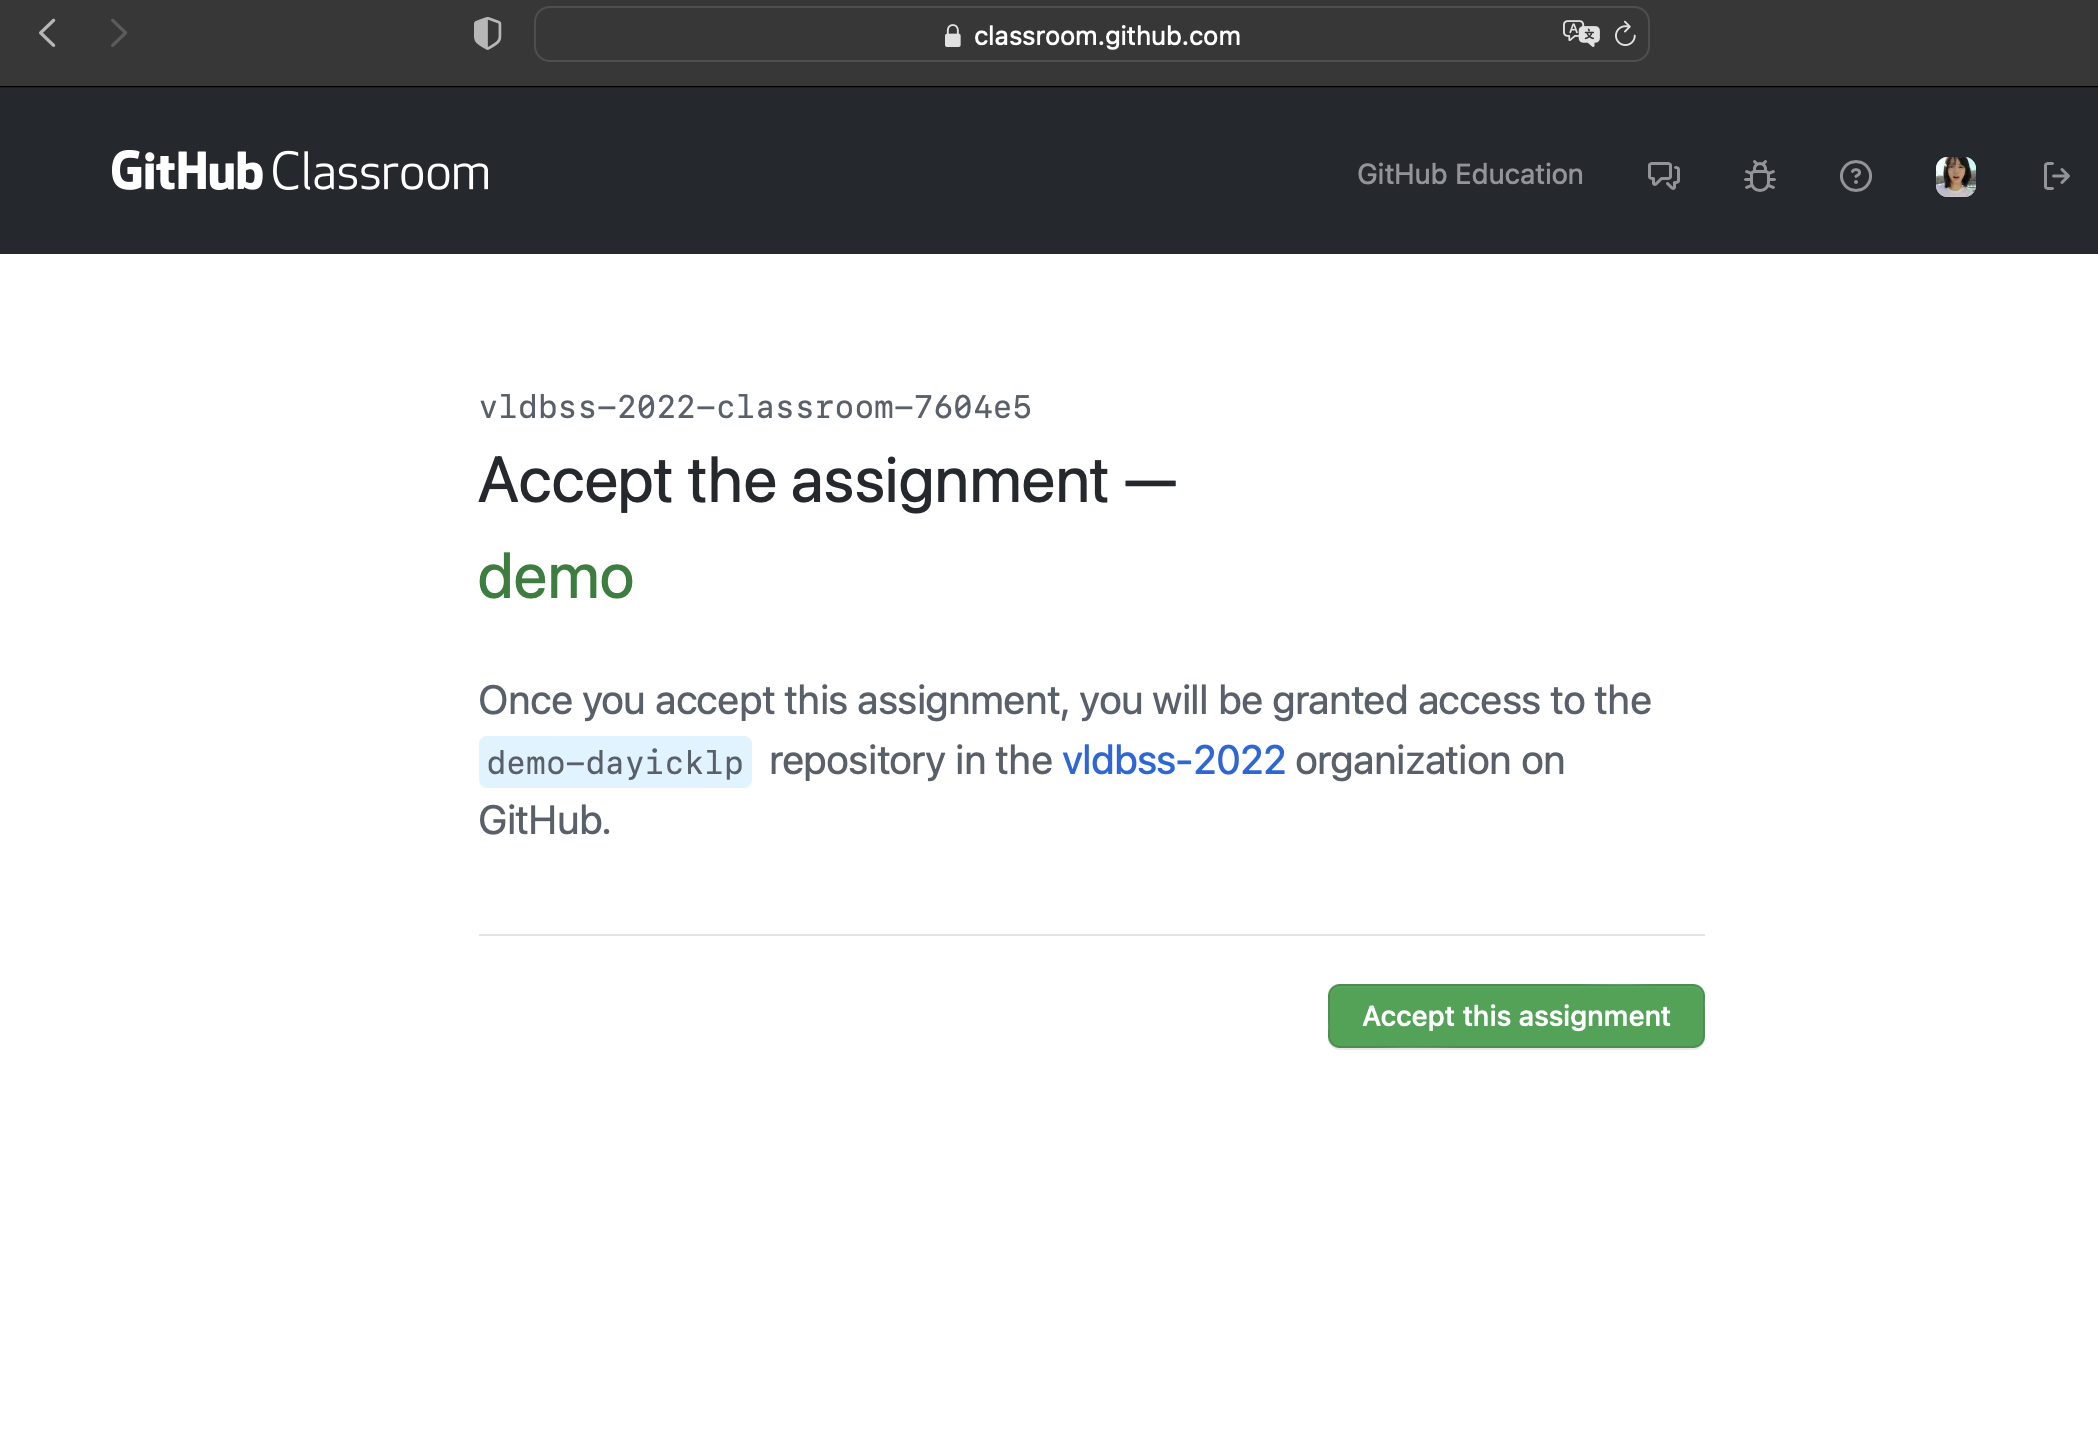 classroom.github.com
GitHub Classroom
GitHub Education
vldbss-2022-classroom-7604e5
Accept the assignment —
demo
Once you accept this assignment, you will be granted access to the
demo-dayicklp repository in the vldbss-2022 organization on
GitHub.
Accept this assignment